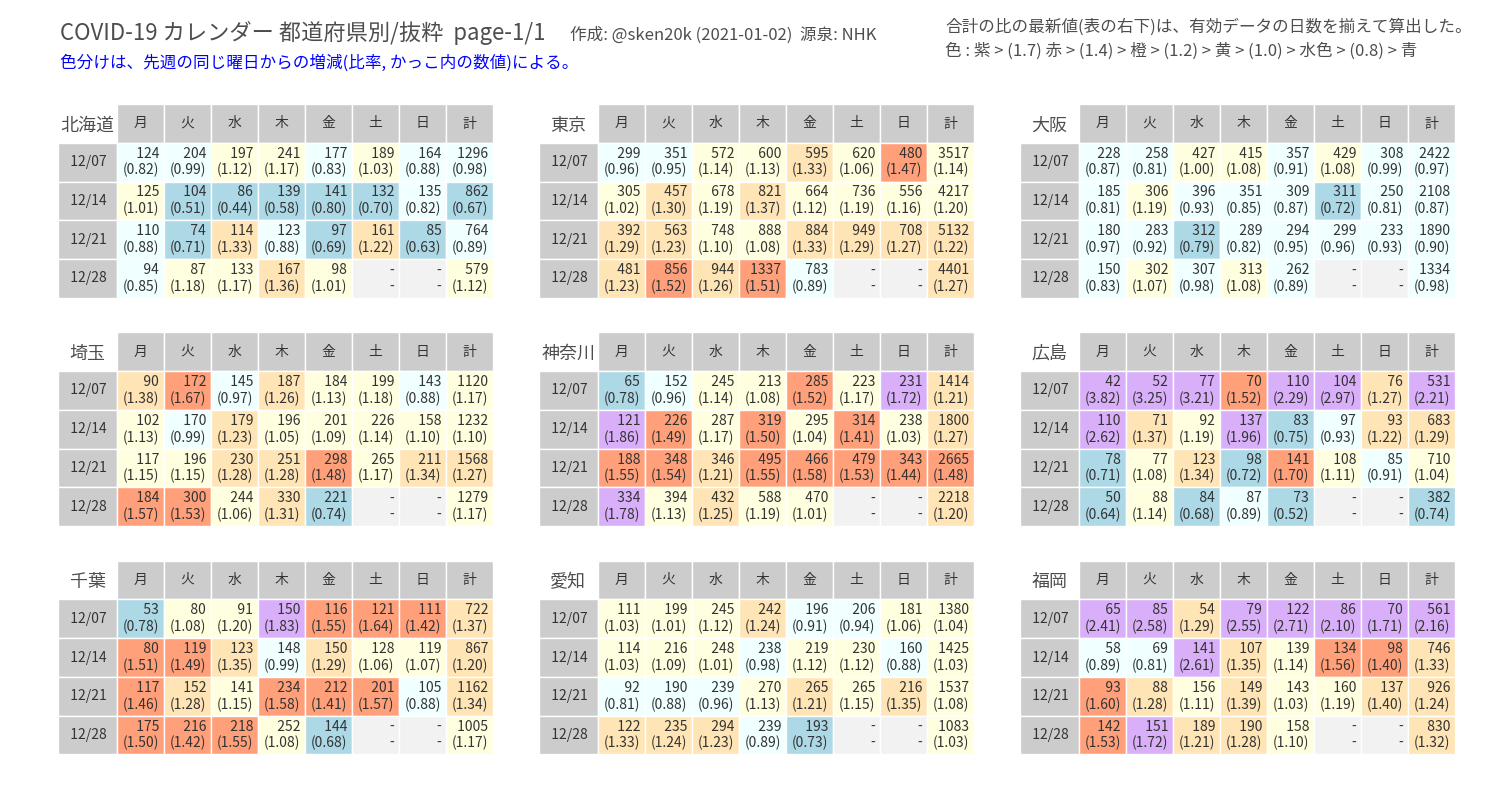 COVID-19 カレンダー 都道府県別/抜粋 page-1/1 作成: @sken20k (2021-01-02) 源泉: NHK
色分けは、先週の同じ曜日からの増減(比率, かっこ内の数値)による。
合計の比の最新値(表の右下)は、有効データの日数を揃えて算出した。
色 : 紫 > (1.7) 赤 > (1.4) > 橙 > (1.2) > 黄 > (1.0) > 水色 > (0.8) > 青
北海道 月 火 水 木 金 土 日 計
12/07 124 204 197 241 177 189 164 1296
(0.82) (0.99) (1.12) (1.17) (0.83) (1.03) (0.88) (0.98)
12/14 125 104 86 139 141 132 135 862
(1.01) (0.51) (0.44) (0.58) (0.80) (0.70) (0.82) (0.67)
12/21 110 74 114 123 97 161 85 764
(0.88) (0.71) (1.33) (0.88) (0.69) (1.22) (0.63) (0.89)
12/28 94 87 133 167 98 - - 579
(0.85) (1.18) (1.17) (1.36) (1.01) - - (1.12)
東京 月 火 水 木 金 土 日 計
12/07 299 351 572 600 595 620 480 3517
(0.96) (0.95) (1.14) (1.13) (1.33) (1.06) (1.47) (1.14)
12/14 305 457 678 821 664 736 556 4217
(1.02) (1.30) (1.19) (1.37) (1.12) (1.19) (1.16) (1.20)
12/21 392 563 748 888 884 949 708 5132
(1.29) (1.23) (1.10) (1.08) (1.33) (1.29) (1.27) (1.22)
12/28 481 856 944 1337 783 - - 4401
(1.23) (1.52) (1.26) (1.51) (0.89) - - (1.27)
大阪 月 火 水 木 金 土 日 計
12/07 228 258 427 415 357 429 308 2422
(0.87) (0.81) (1.00) (1.08) (0.91) (1.08) (0.99) (0.97)
12/14 185 306 396 351 309 311 250 2108
(0.81) (1.19) (0.93) (0.85) (0.87) (0.72) (0.81) (0.87)
12/21 180 283 312 289 294 299 233 1890
(0.97) (0.92) (0.79) (0.82) (0.95) (0.96) (0.93) (0.90)
12/28 150 302 307 313 262 - - 1334
(0.83) (1.07) (0.98) (1.08) (0.89) - - (0.98)
埼玉 月 火 水 木 金 土 日 計
12/07 90 172 145 187 184 199 143 1120
(1.38) (1.67) (0.97) (1.26) (1.13) (1.18) (0.88) (1.17)
12/14 102 170 179 196 201 226 158 1232
(1.13) (0.99) (1.23) (1.05) (1.09) (1.14) (1.10) (1.10)
12/21 117 196 230 251 298 265 211 1568
(1.15) (1.15) (1.28) (1.28) (1.48) (1.17) (1.34) (1.27)
12/28 184 300 244 330 221 - - 1279
(1.57) (1.53) (1.06) (1.31) (0.74) - - (1.17)
神奈川 月 火 水 木 金 土 日 計
12/07 65 152 245 213 285 223 231 1414
(0.78) (0.96) (1.14) (1.08) (1.52) (1.17) (1.72) (1.21)
12/14 121 226 287 319 295 314 238 1800
(1.86) (1.49) (1.17) (1.50) (1.04) (1.41) (1.03) (1.27)
12/21 188 348 346 495 466 479 343 2665
(1.55) (1.54) (1.21) (1.55) (1.58) (1.53) (1.44) (1.48)
12/28 334 394 432 588 470 - - 2218
(1.78) (1.13) (1.25) (1.19) (1.01) - - (1.20)
広島 月 火 水 木 金 土 日 計
12/07 42 52 77 70 110 104 76 531
(3.82) (3.25) (3.21) (1.52) (2.29) (2.97) (1.27) (2.21)
12/14 110 71 92 137 83 97 93 683
(2.62) (1.37) (1.19) (1.96) (0.75) (0.93) (1.22) (1.29)
12/21 78 77 123 98 141 108 85 710
(0.71) (1.08) (1.34) (0.72) (1.70) (1.11) (0.91) (1.04)
12/28 50 88 84 87 73 - - 382
(0.64) (1.14) (0.68) (0.89) (0.52) - - (0.74)
千葉 月 火 水 木 金 土 日 計
12/07 53 80 91 150 116 121 111 722
(0.78) (1.08) (1.20) (1.83) (1.55) (1.64) (1.42) (1.37)
12/14 80 119 123 148 150 128 119 867
(1.51) (1.49) (1.35) (0.99) (1.29) (1.06) (1.07) (1.20)
12/21 117 152 141 234 212 201 105 1162
(1.46) (1.28) (1.15) (1.58) (1.41) (1.57) (0.88) (1.34)
12/28 175 216 218 252 144 - - 1005
(1.50) (1.42) (1.55) (1.08) (0.68) - - (1.17)
愛知 月 火 水 木 金 土 日 計
12/07 111 199 245 242 196 206 181 1380
(1.03) (1.01) (1.12) (1.24) (0.91) (0.94) (1.06) (1.04)
12/14 114 216 248 238 219 230 160 1425
(1.03) (1.09) (1.01) (0.98) (1.12) (1.12) (0.88) (1.03)
12/21 92 190 239 270 265 265 216 1537
(0.81) (0.88) (0.96) (1.13) (1.21) (1.15) (1.35) (1.08)
12/28 122 235 294 239 193 - - 1083
(1.33) (1.24) (1.23) (0.89) (0.73) - - (1.03)
福岡 月 火 水 木 金 土 日 計
12/07 65 85 54 79 122 86 70 561
(2.41) (2.58) (1.29) (2.55) (2.71) (2.10) (1.71) (2.16)
12/14 58 69 141 107 139 134 98 746
(0.89) (0.81) (2.61) (1.35) (1.14) (1.56) (1.40) (1.33)
12/21 93 88 156 149 143 160 137 926
(1.60) (1.28) (1.11) (1.39) (1.03) (1.19) (1.40) (1.24)
12/28 142 151 189 190 158 - - 830
(1.53) (1.72) (1.21) (1.28) (1.10) - - (1.32)